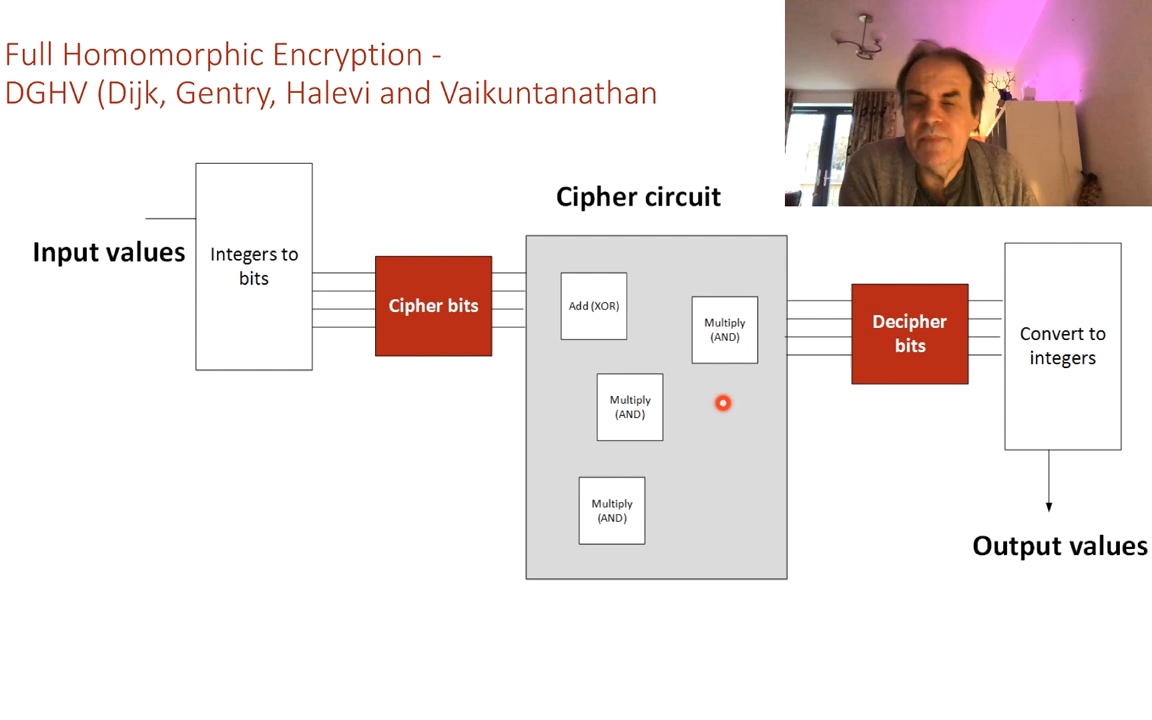 Full Homomorphic Encryption -
DGHV (Dijk, Gentry, Halevi and Vaikuntanathan
Cipher circuit
Input values
Integers to
bits
Cipher bits
Add (XOR)
Multiply
(AND)
Multiply
(AND)
Multiply
(AND)
Decipher
bits
Convert to
integers
Output values